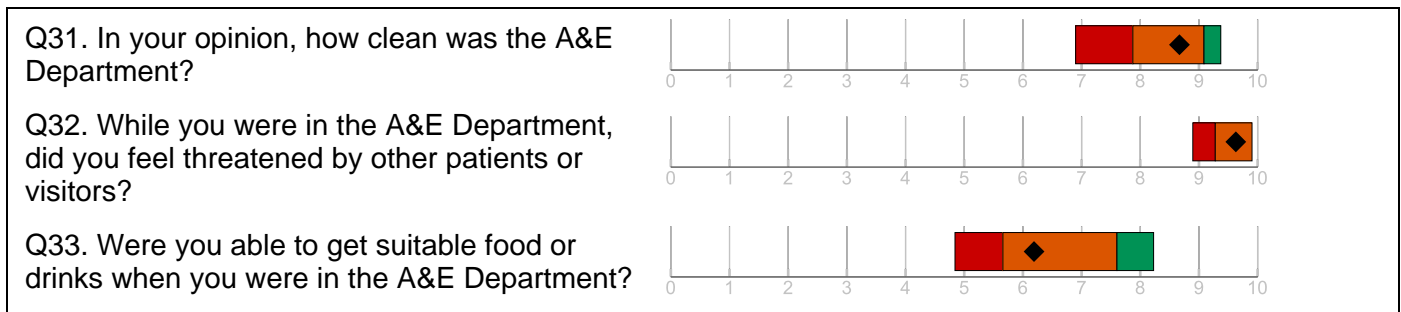 Q31. In your opinion, how clean was the A&E
Department?
0 1 2 3 4 5 6 7 8 9 10
Q32. While you were in the A&E Department,
did you feel threatened by other patients or
visitors?
0 1 2 3 4 5 6 7 8 9 10
Q33. Were you able to get suitable food or
drinks when you were in the A&E Department?
0 1 2 3 4 5 6 7 8 9 10